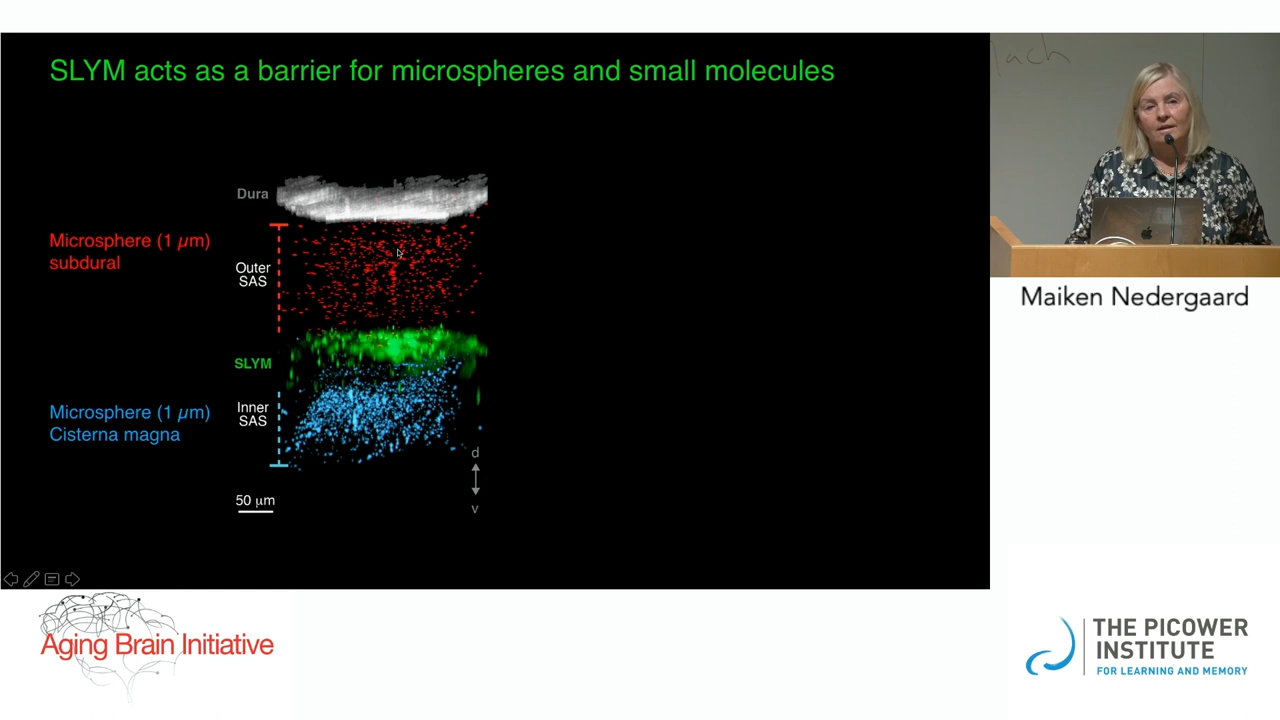 SLYM acts as a barrier for microspheres and small molecules
Dura
Microsphere (1 µm)
subdural
Outer
SAS
SLYM
Microsphere (1 µm)
Cisterna magna
Inner
SAS
d
v
50 µm
Maiken Nedergaard
Aging Brain Initiative
THE PICOWER
INSTITUTE
FOR LEARNING AND MEMORY